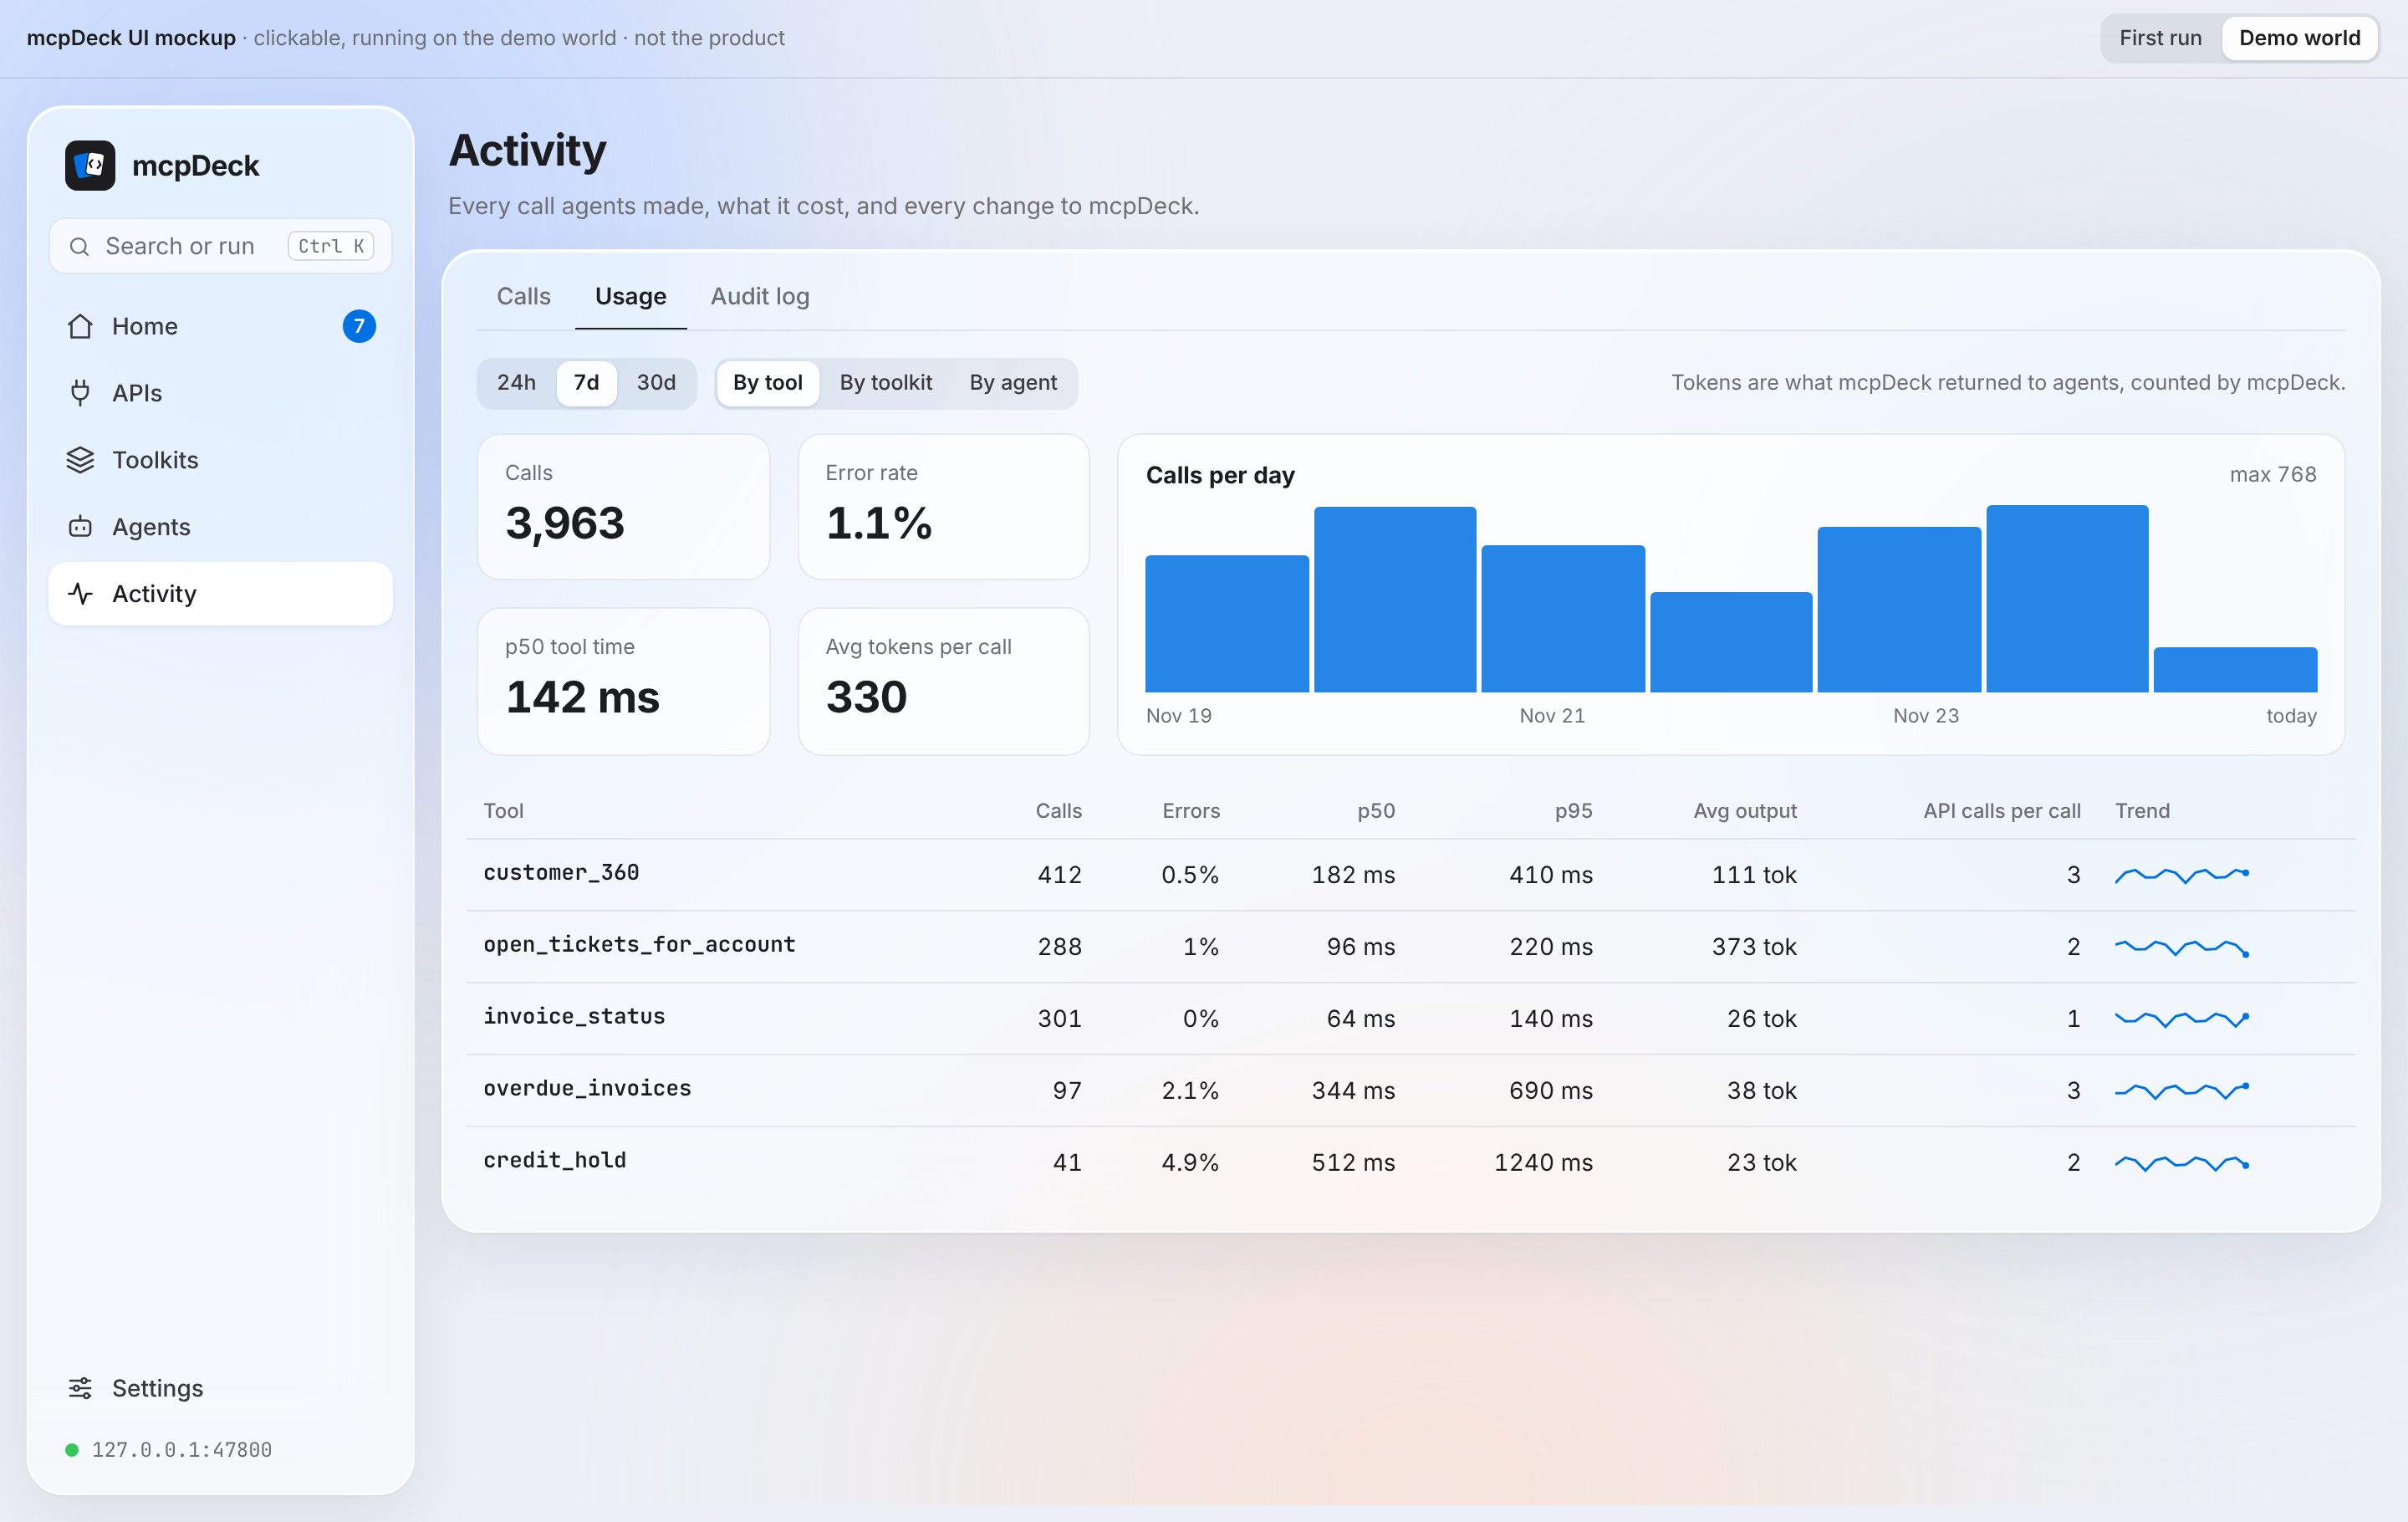 mcpDeck UI mockup · clickable, running on the demo world · not the product
First run
Demo world
mcpDeck
Search or run
Ctrl K
Home
7
APIs
Toolkits
Agents
Activity
Settings
127.0.0.1:47800
Activity
Every call agents made, what it cost, and every change to mcpDeck.
Calls
Usage
Audit log
24h
7d
30d
By tool
By toolkit
By agent
Tokens are what mcpDeck returned to agents, counted by mcpDeck.
Calls
3,963
Error rate
1.1%
p50 tool time
142 ms
Avg tokens per call
330
Calls per day
max 768
Nov 19
Nov 21
Nov 23
today
Tool Calls Errors p50 p95 Avg output API calls per call Trend
customer_360 412 0.5% 182 ms 410 ms 111 tok 3
open_tickets_for_account 288 1% 96 ms 220 ms 373 tok 2
invoice_status 301 0% 64 ms 140 ms 26 tok 1
overdue_invoices 97 2.1% 344 ms 690 ms 38 tok 3
credit_hold 41 4.9% 512 ms 1240 ms 23 tok 2